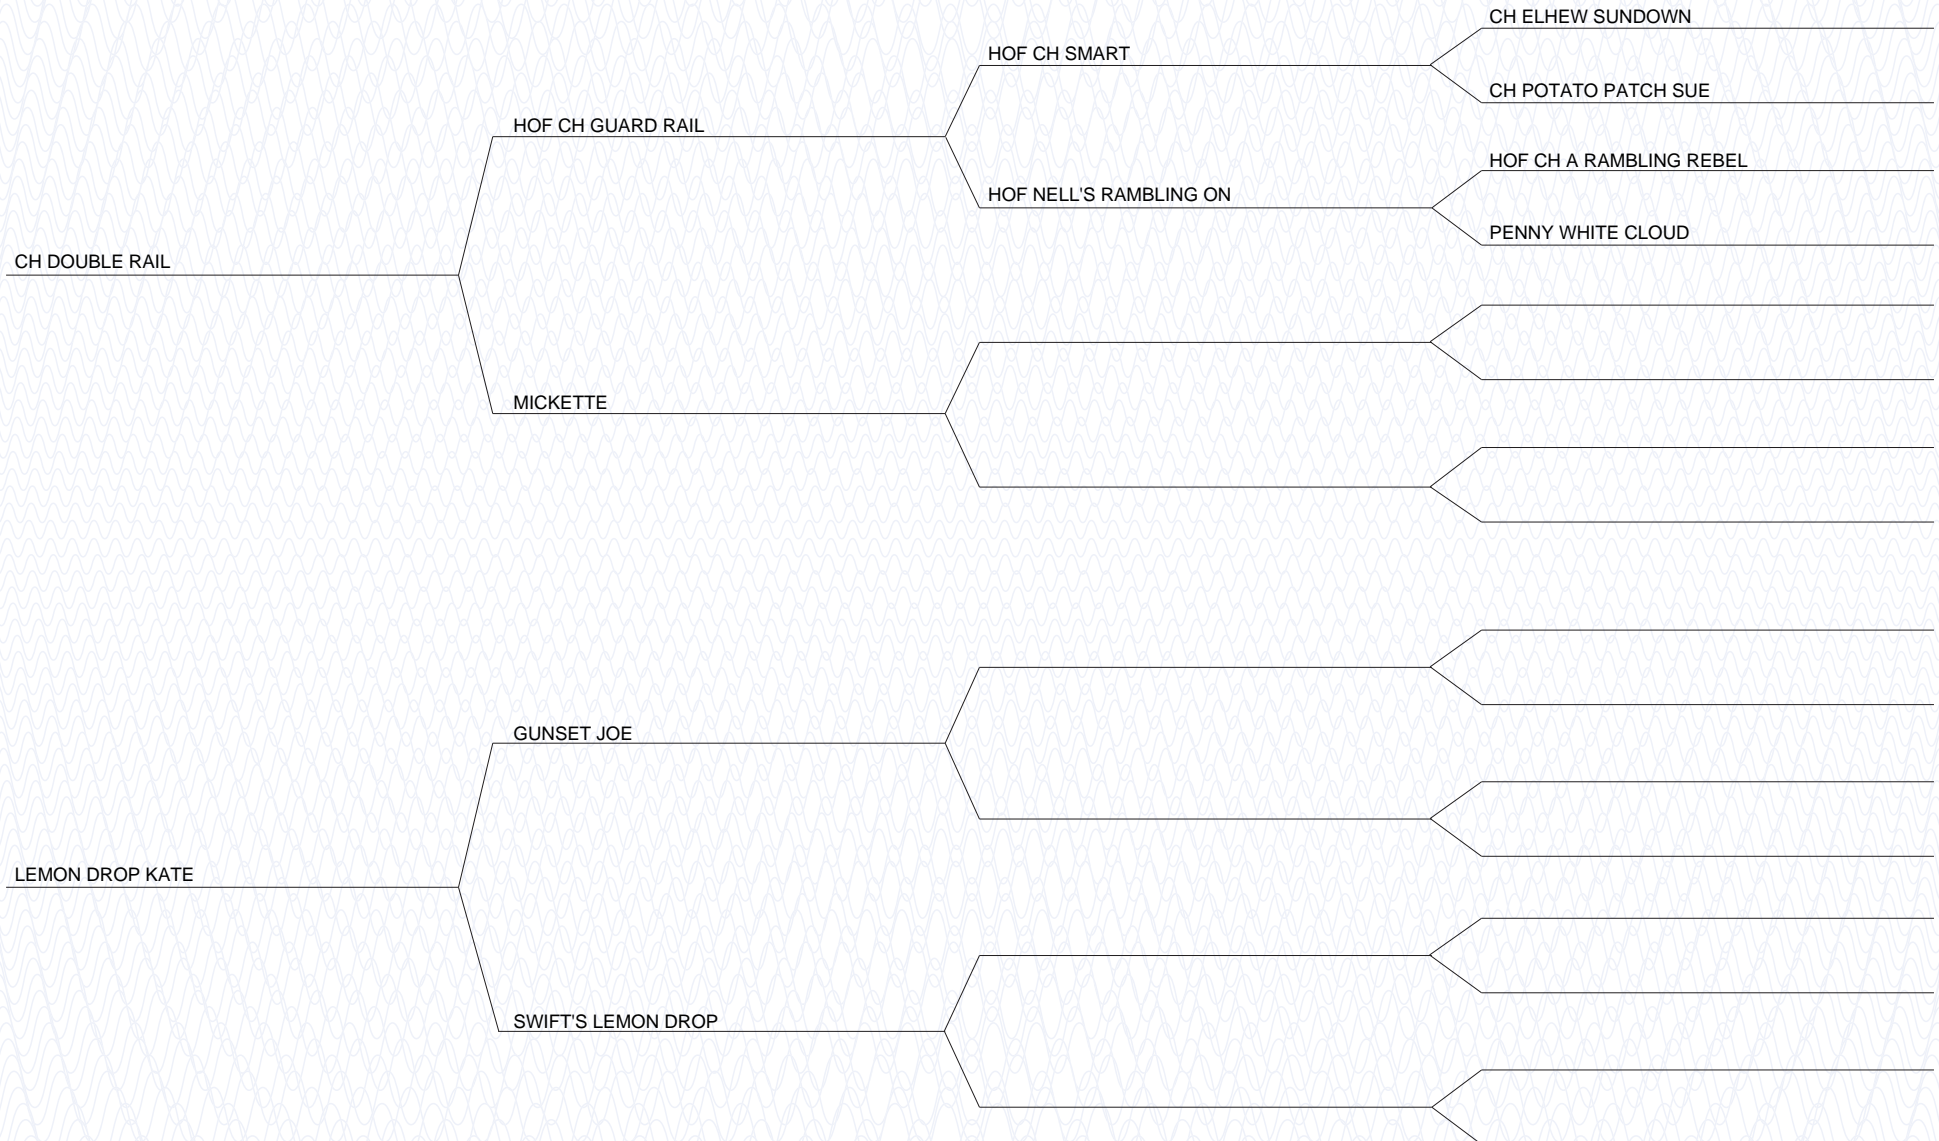 CH ELHEW SUNDOWN
HOF CH SMART
CH POTATO PATCH SUE
HOF CH GUARD RAIL
HOF CH A RAMBLING REBEL
HOF NELL'S RAMBLING ON
PENNY WHITE CLOUD
CH DOUBLE RAIL
MICKETTE
GUNSET JOE
LEMON DROP KATE
SWIFT'S LEMON DROP